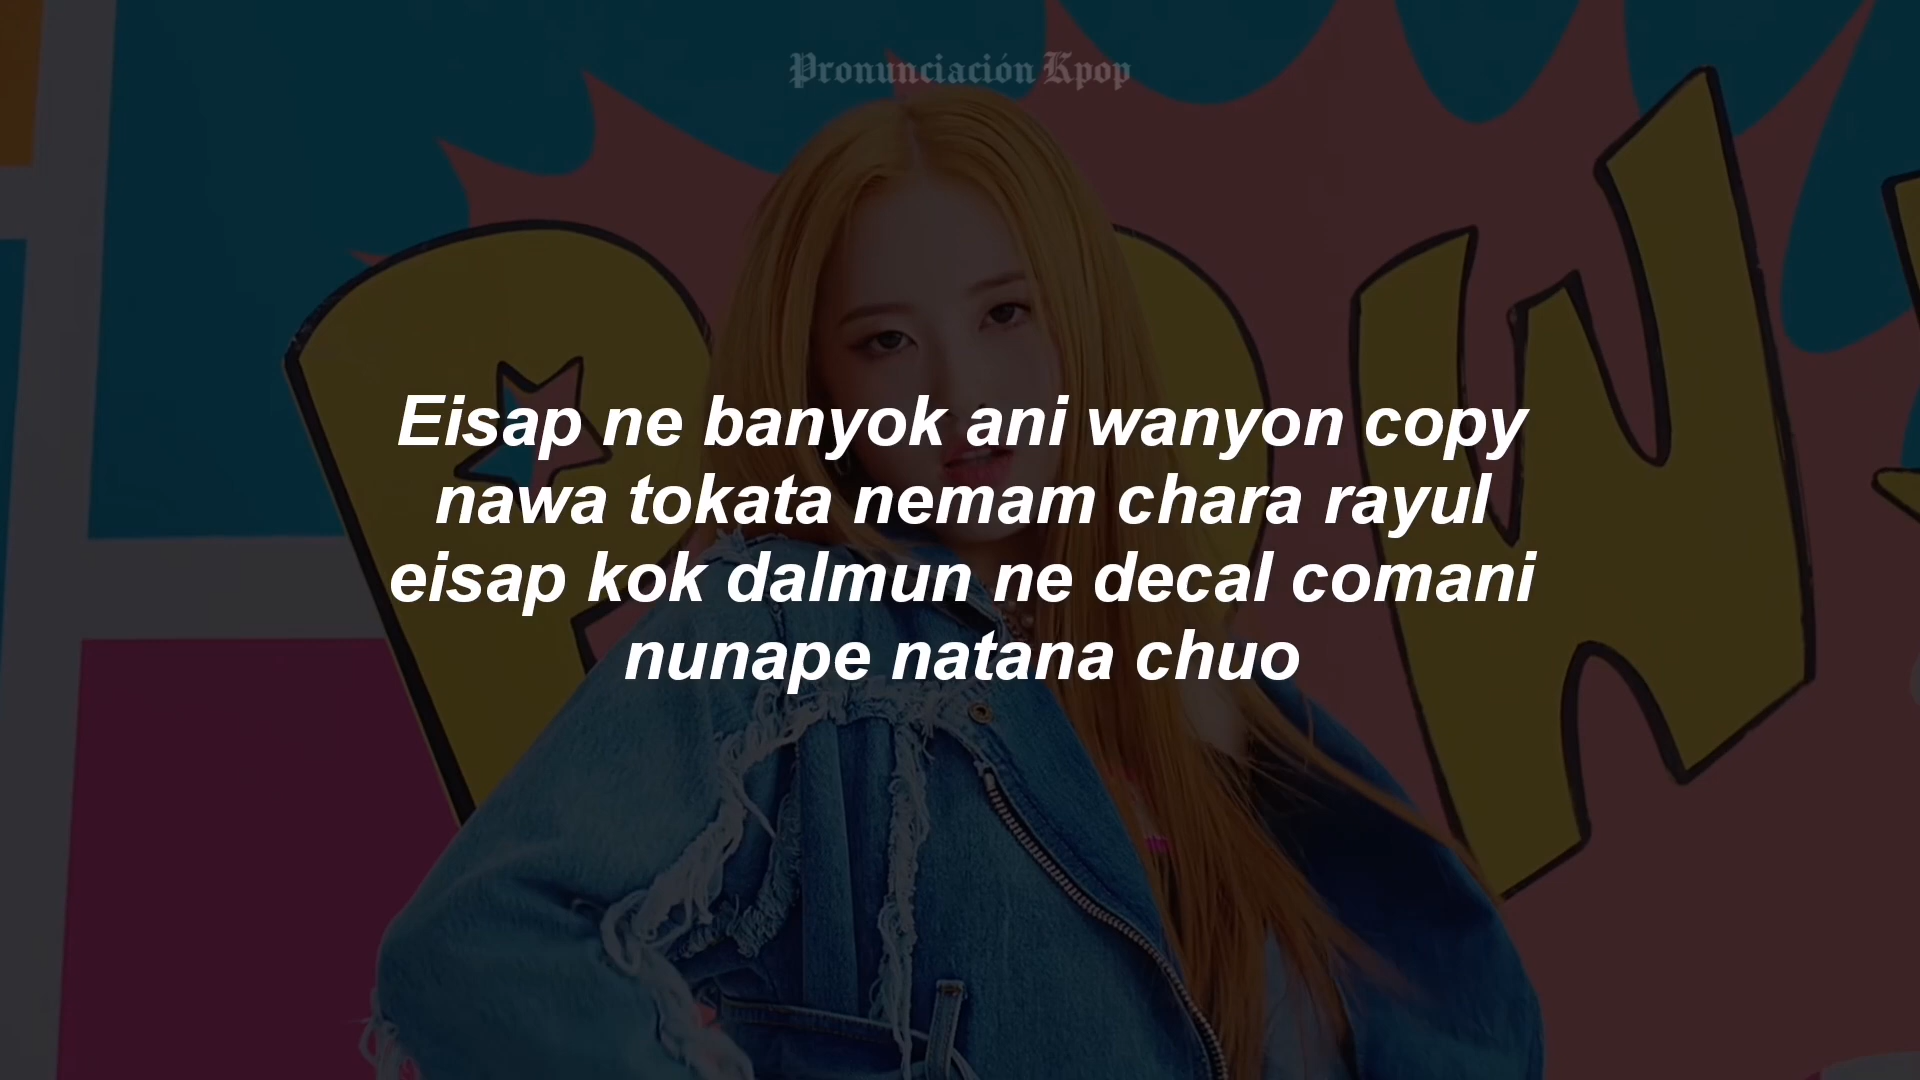 Pronunciación Kpop
Eisap ne banyok ani wanyon copy
nawa tokata nemam chara rayul
eisap kok dalmun ne decal comani
nunape natana chuo